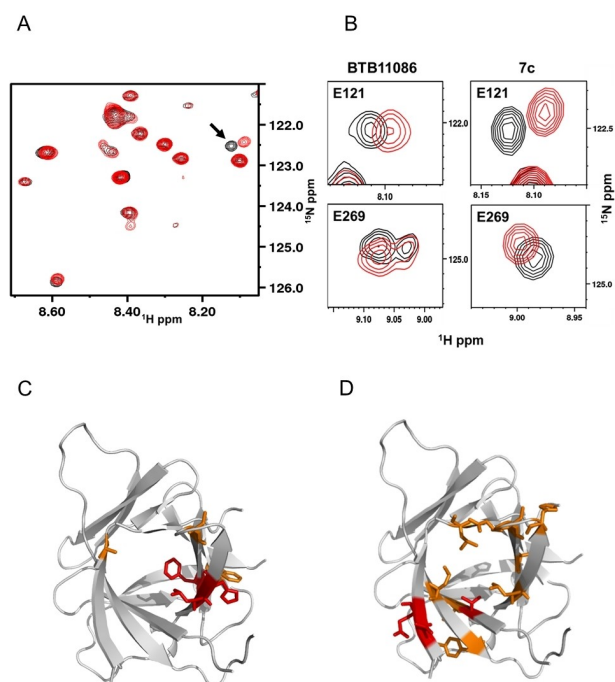 A
B
BTB11086
7c
E121
E121
122.0
123.0
124.0
125.0
126.0
¹⁵N ppm
8.60
8.40
8.20
¹H ppm
122.0
8.10
122.5
8.15
8.10
¹⁵N ppm
E269
E269
125.0
9.10
9.05
9.00
125.0
9.00
8.95
¹⁵N ppm
¹H ppm
C
D